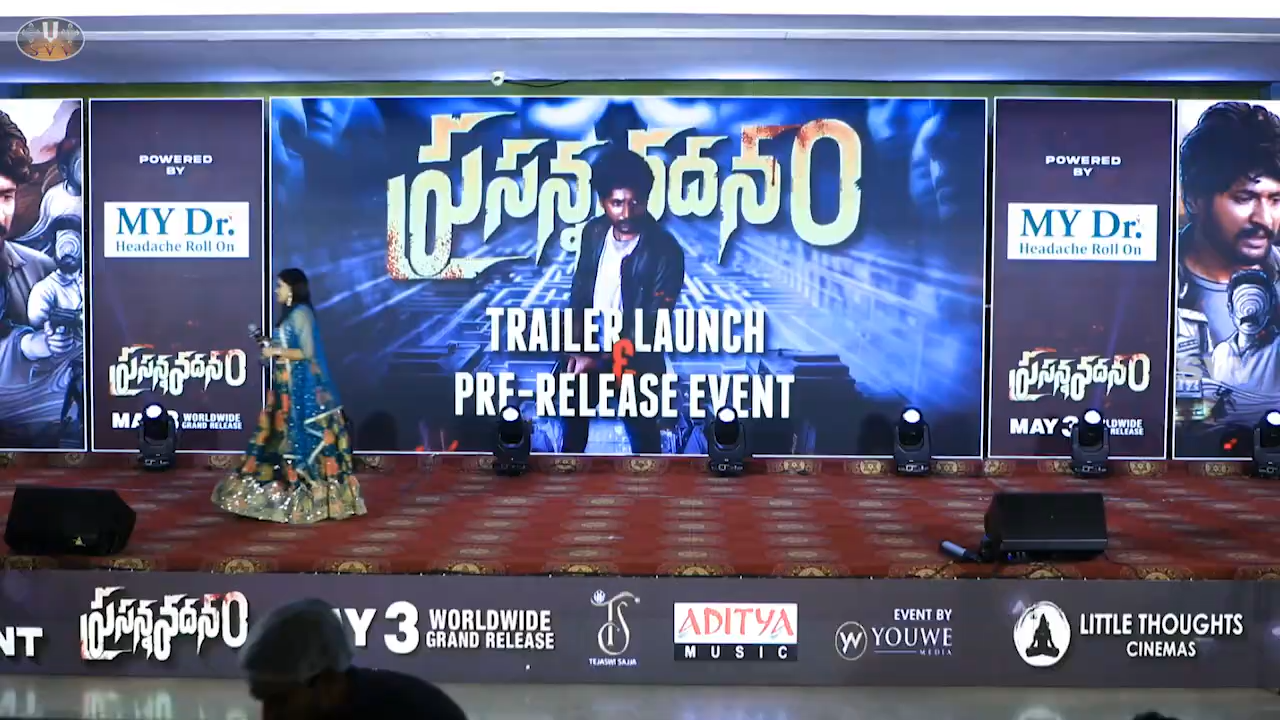 SVV
POWERED
BY
MY Dr.
Headache Roll On
ప్రసన్నవదనం
WORLDWIDE
GRAND RELEASE
ప్రసన్నవదనం
TRAILER LAUNCH
&
PRE-RELEASE EVENT
POWERED
BY
MY Dr.
Headache Roll On
ప్రసన్నవదనం
MAY 3
ప్రసన్నవదనం
3 WORLDWIDE
GRAND RELEASE
TS
TEJASWI SAJJA
ADITYA
MUSIC
EVENT BY
YOUWE
MEDIA
LITTLE THOUGHTS
CINEMAS